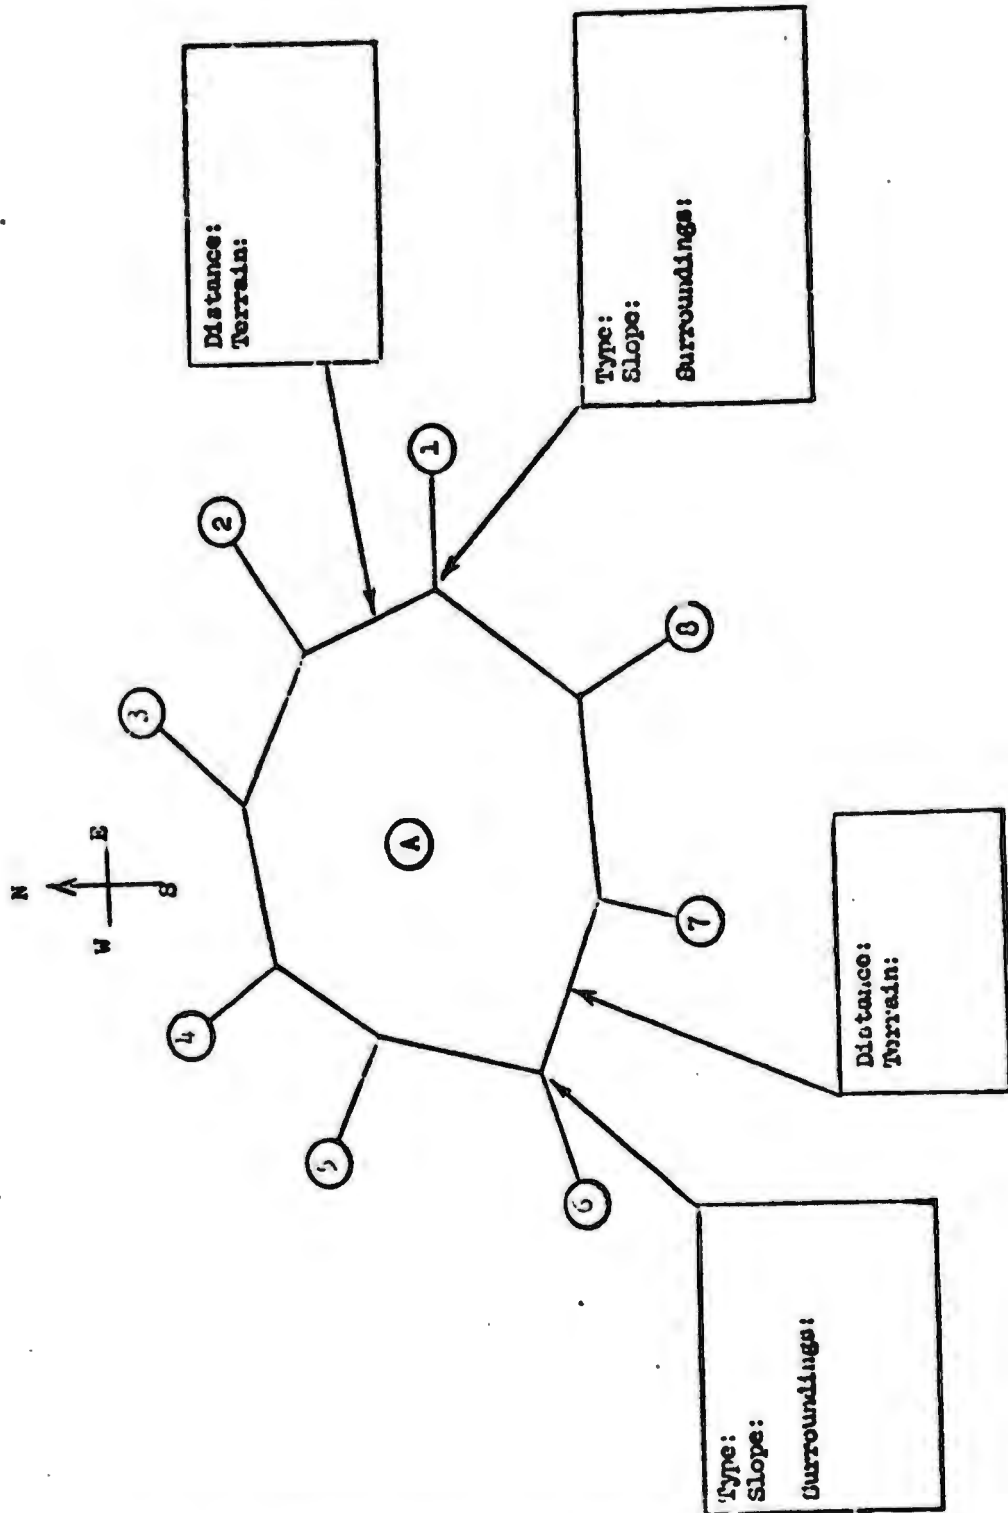 N
W E
S
Distance:
Terrain:
Type:
Slope:
Surroundings:
1
2
3
4
5
6
7
8
A
Distance:
Terrain:
Type:
Slope:
Surroundings: